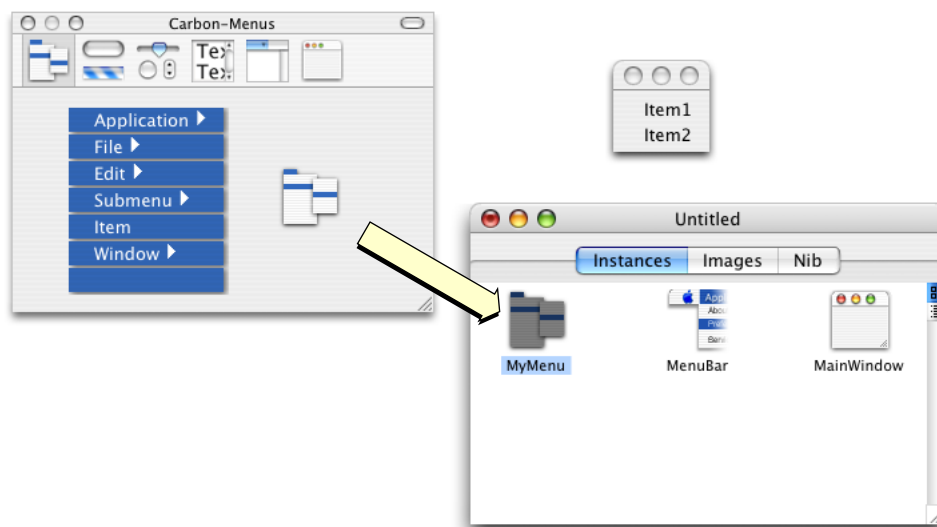 Carbon-Menus
Tex
Tex
Application
File
Edit
Submenu
Item
Window
Item1
Item2
Untitled
Instances Images Nib
MyMenu MenuBar MainWindow